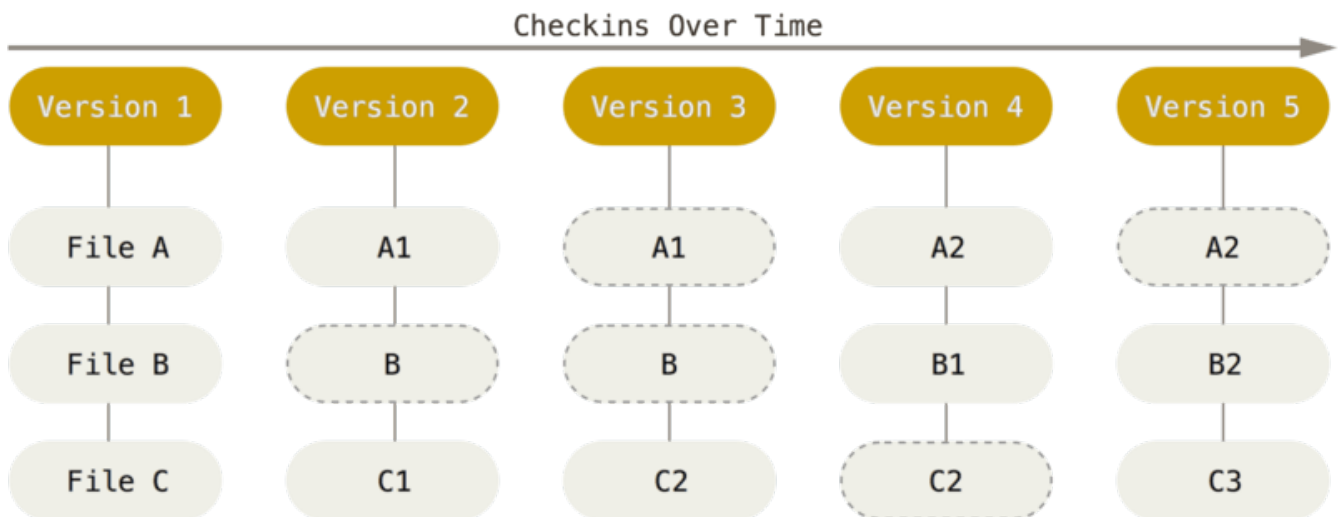 Checkins Over Time
Version 1 Version 2 Version 3 Version 4 Version 5
File A A1 A1 A2 A2
File B B B B1 B2
File C C1 C2 C2 C3